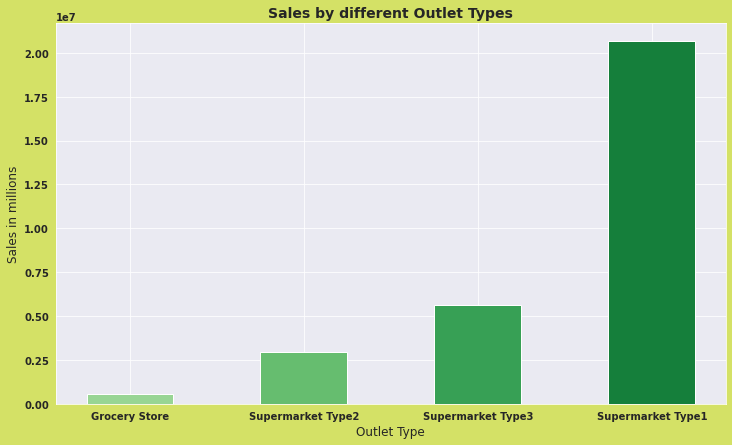 Sales by different Outlet Types
1e7
2.00
1.75
1.50
1.25
1.00
0.75
0.50
0.25
0.00
Sales in millions
Grocery Store Supermarket Type2 Supermarket Type3 Supermarket Type1
Outlet Type